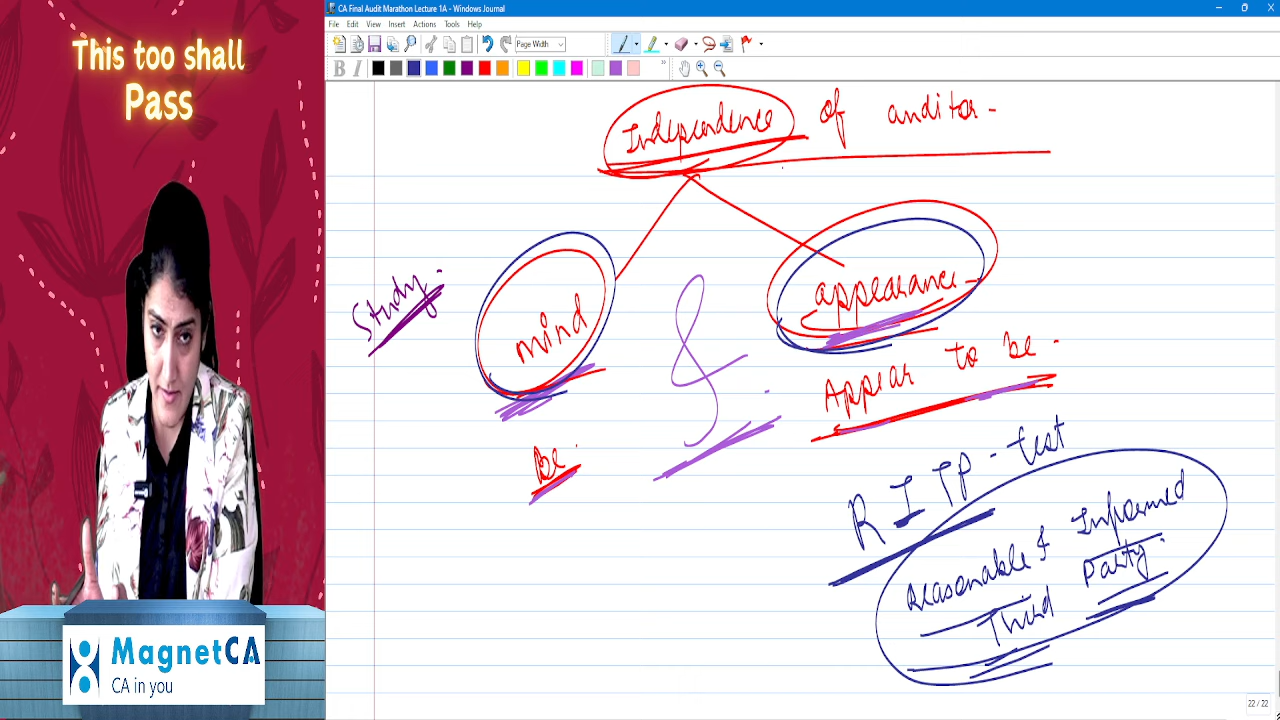 This too shall
Pass
CA Final Audit Marathon Lecture 1A - Windows Journal
File Edit View Insert Actions Tools Help
Page Width
B I
Independence of auditor -
Study.
mind
&
appearance -
Be.
Appear to be.
RITP - test
Reasonable & Informed
Third Party.
MagnetCA
CA in you
22 / 22